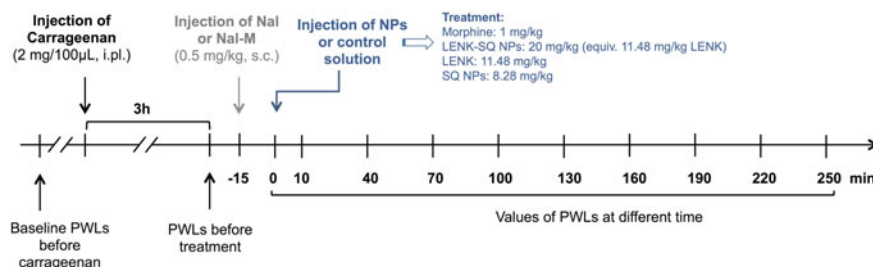 Injection of
Carrageenan
(2 mg/100µL, i.pl.)
Injection of Nal
or Nal-M
(0.5 mg/kg, s.c.)
Injection of NPs
or control
solution
Treatment:
Morphine: 1 mg/kg
LENK-SQ NPs: 20 mg/kg (equiv. 11.48 mg/kg LENK)
LENK: 11.48 mg/kg
SQ NPs: 8.28 mg/kg
3h
-15 0 10 40 70 100 130 160 190 220 250 min
Baseline PWLs
before
carrageenan
PWLs before
treatment
Values of PWLs at different time